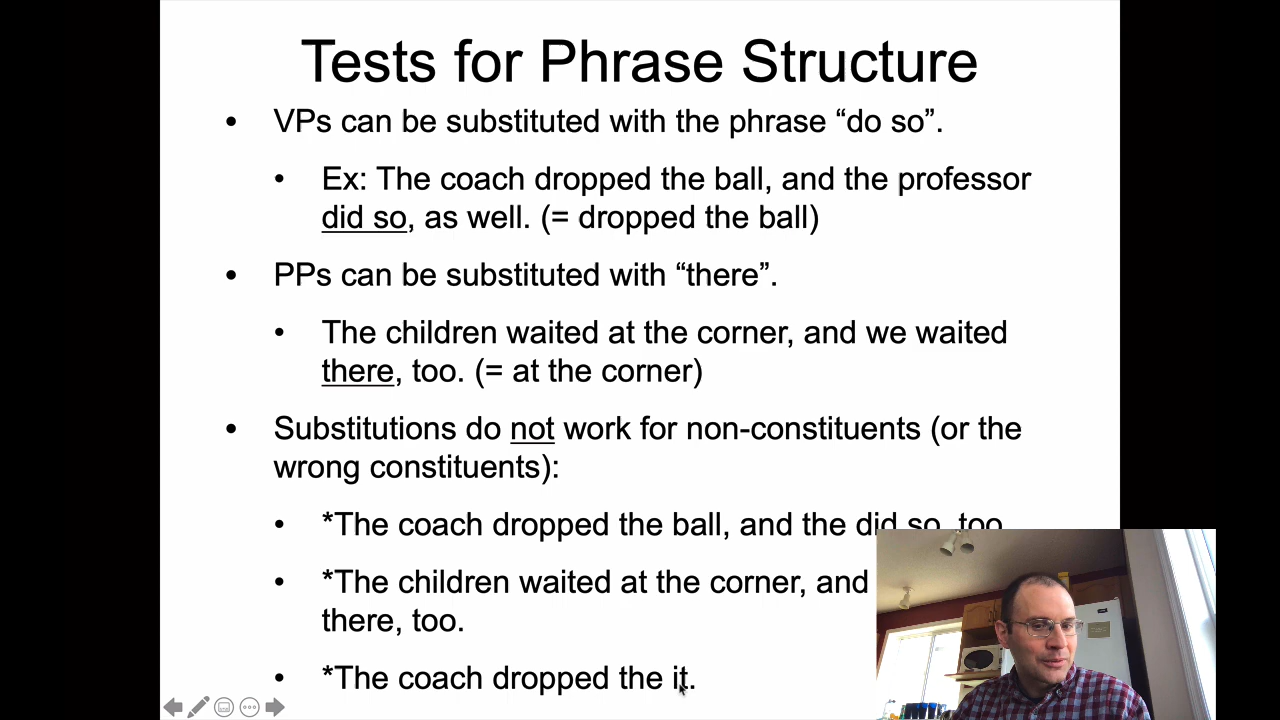 Tests for Phrase Structure
• VPs can be substituted with the phrase “do so”.
• Ex: The coach dropped the ball, and the professor
did so, as well. (= dropped the ball)
• PPs can be substituted with “there”.
• The children waited at the corner, and we waited
there, too. (= at the corner)
• Substitutions do not work for non-constituents (or the
wrong constituents):
• *The coach dropped the ball, and the did so, too
• *The children waited at the corner, and
there, too.
• *The coach dropped the it.